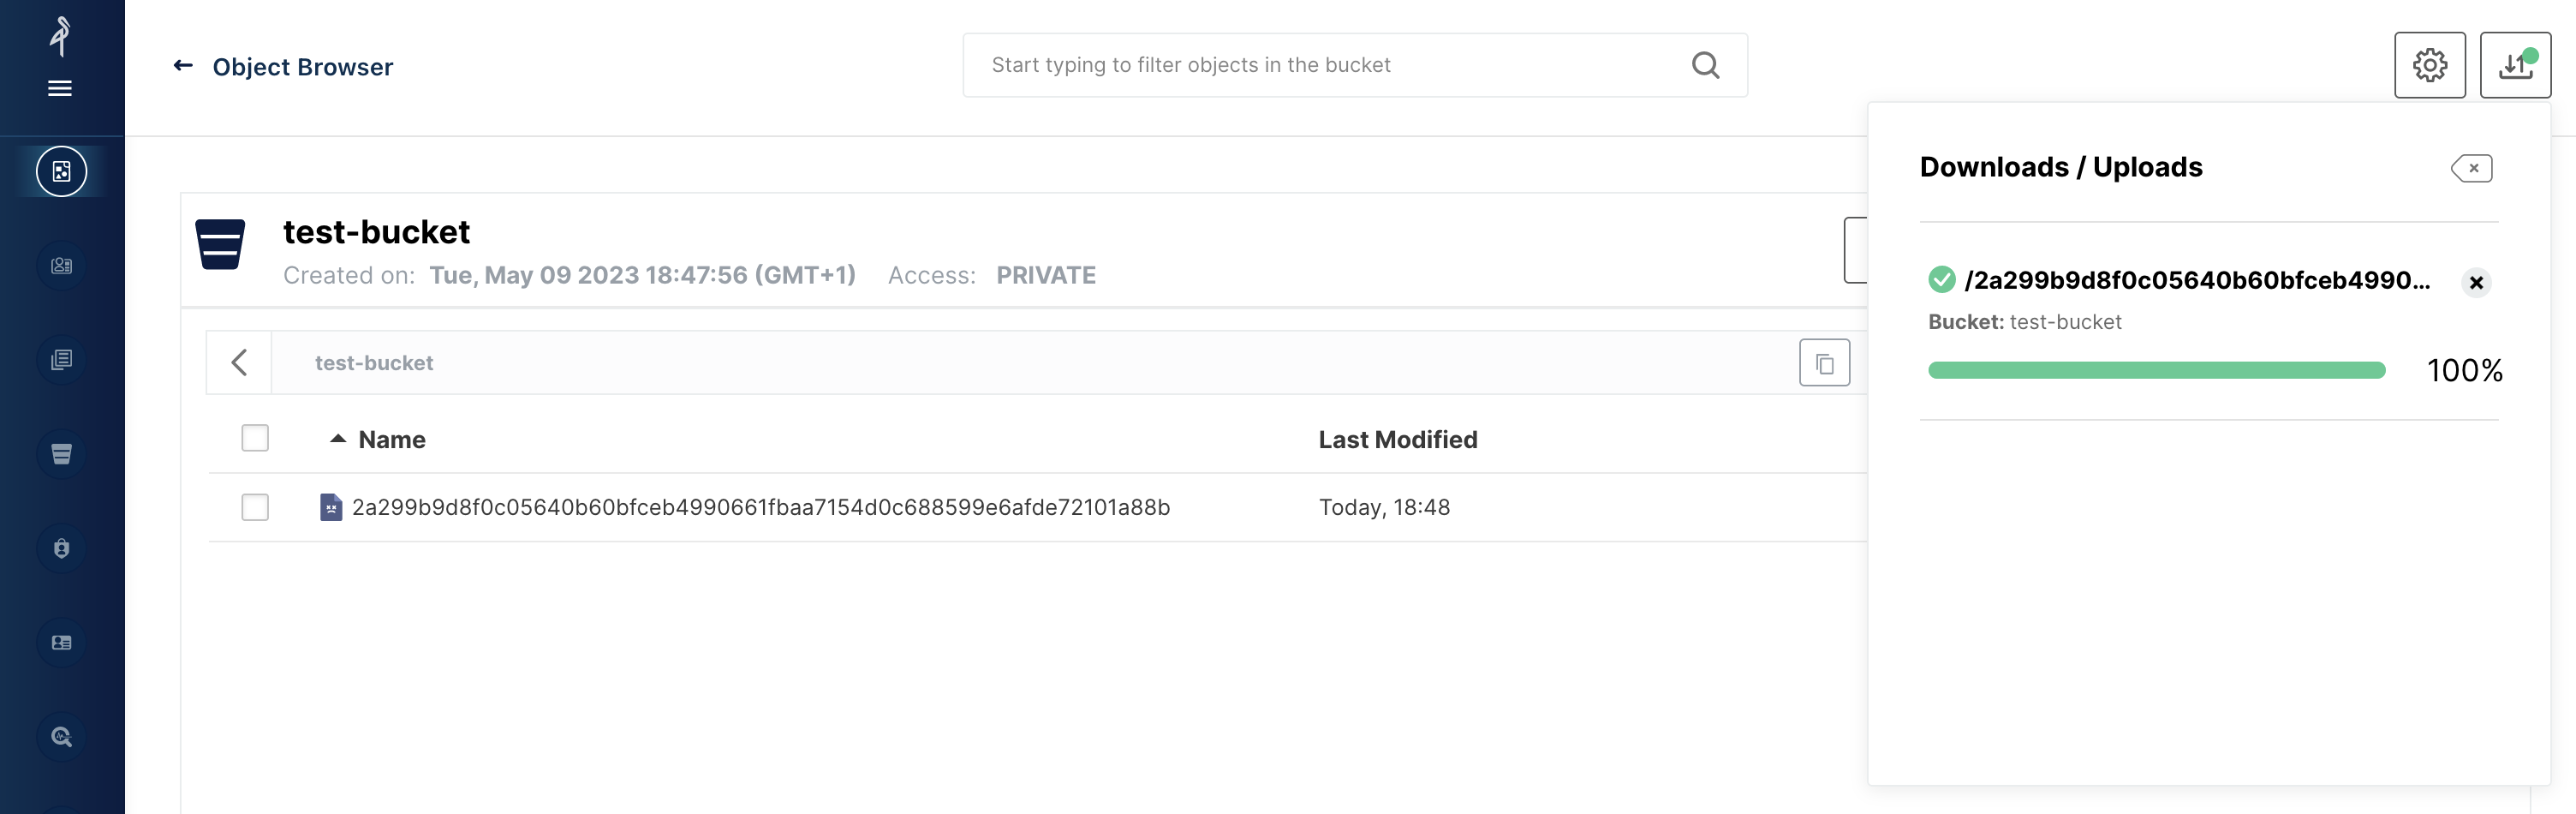 Object Browser
Start typing to filter objects in the bucket
Downloads / Uploads
test-bucket
Created on: Tue, May 09 2023 18:47:56 (GMT+1) Access: PRIVATE
/2a299b9d8f0c05640b60bfceb4990...
Bucket: test-bucket
100%
test-bucket
Name Last Modified
2a299b9d8f0c05640b60bfceb4990661fbaa7154d0c688599e6afde72101a88b Today, 18:48